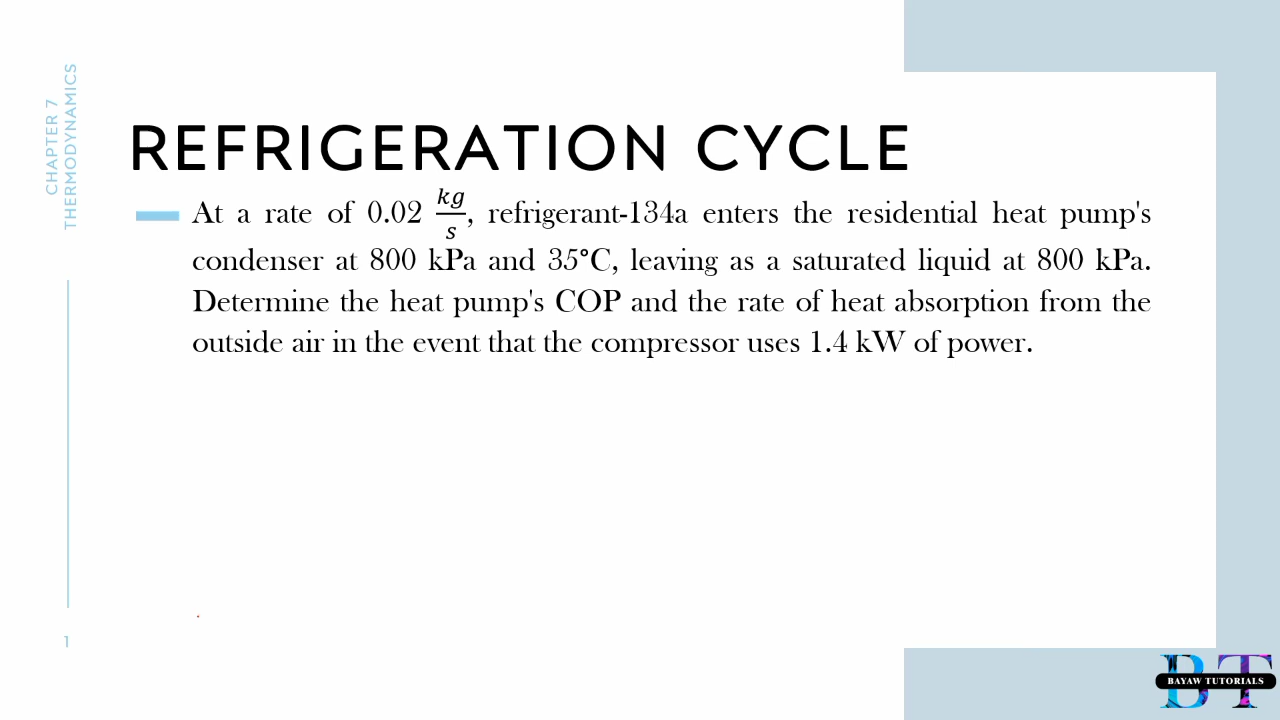 CHAPTER 7
THERMODYNAMICS
REFRIGERATION CYCLE
At a rate of 0.02 kg/s, refrigerant-134a enters the residential heat pump's
condenser at 800 kPa and 35°C, leaving as a saturated liquid at 800 kPa.
Determine the heat pump's COP and the rate of heat absorption from the
outside air in the event that the compressor uses 1.4 kW of power.
1
BT
BAYAW TUTORIALS